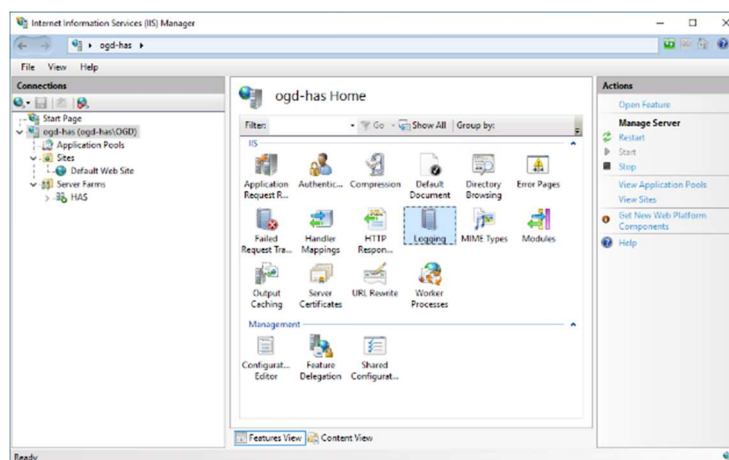 Internet Information Services (IIS) Manager
ogd-has
File View Help
Connections
Start Page
ogd-has (ogd-has\OGD)
Application Pools
Sites
Default Web Site
Server Farms
HAS
ogd-has Home
Filter: Go Show All Group by:
IIS
Application Request R...
Authentic...
Compression
Default Document
Directory Browsing
Error Pages
Failed Request Tra...
Handler Mappings
HTTP Respon...
Logging
MIME Types
Modules
Output Caching
Server Certificates
URL Rewrite
Worker Processes
Management
Configurat... Editor
Feature Delegation
Shared Configurat...
Features View Content View
Actions
Open Feature
Manage Server
Restart
Start
Stop
View Application Pools
View Sites
Get New Web Platform
Components
Help
Ready